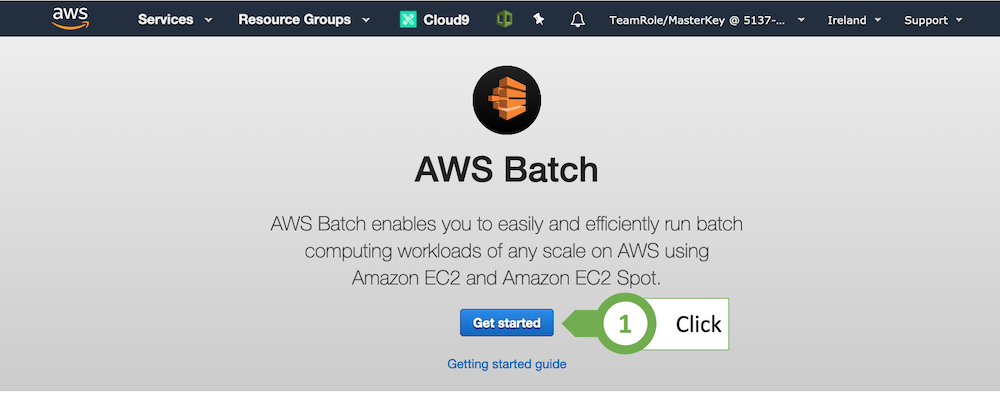 aws Services Resource Groups Cloud9 TeamRole/MasterKey @ 5137-... Ireland Support
AWS Batch
AWS Batch enables you to easily and efficiently run batch
computing workloads of any scale on AWS using
Amazon EC2 and Amazon EC2 Spot.
Get started 1 Click
Getting started guide